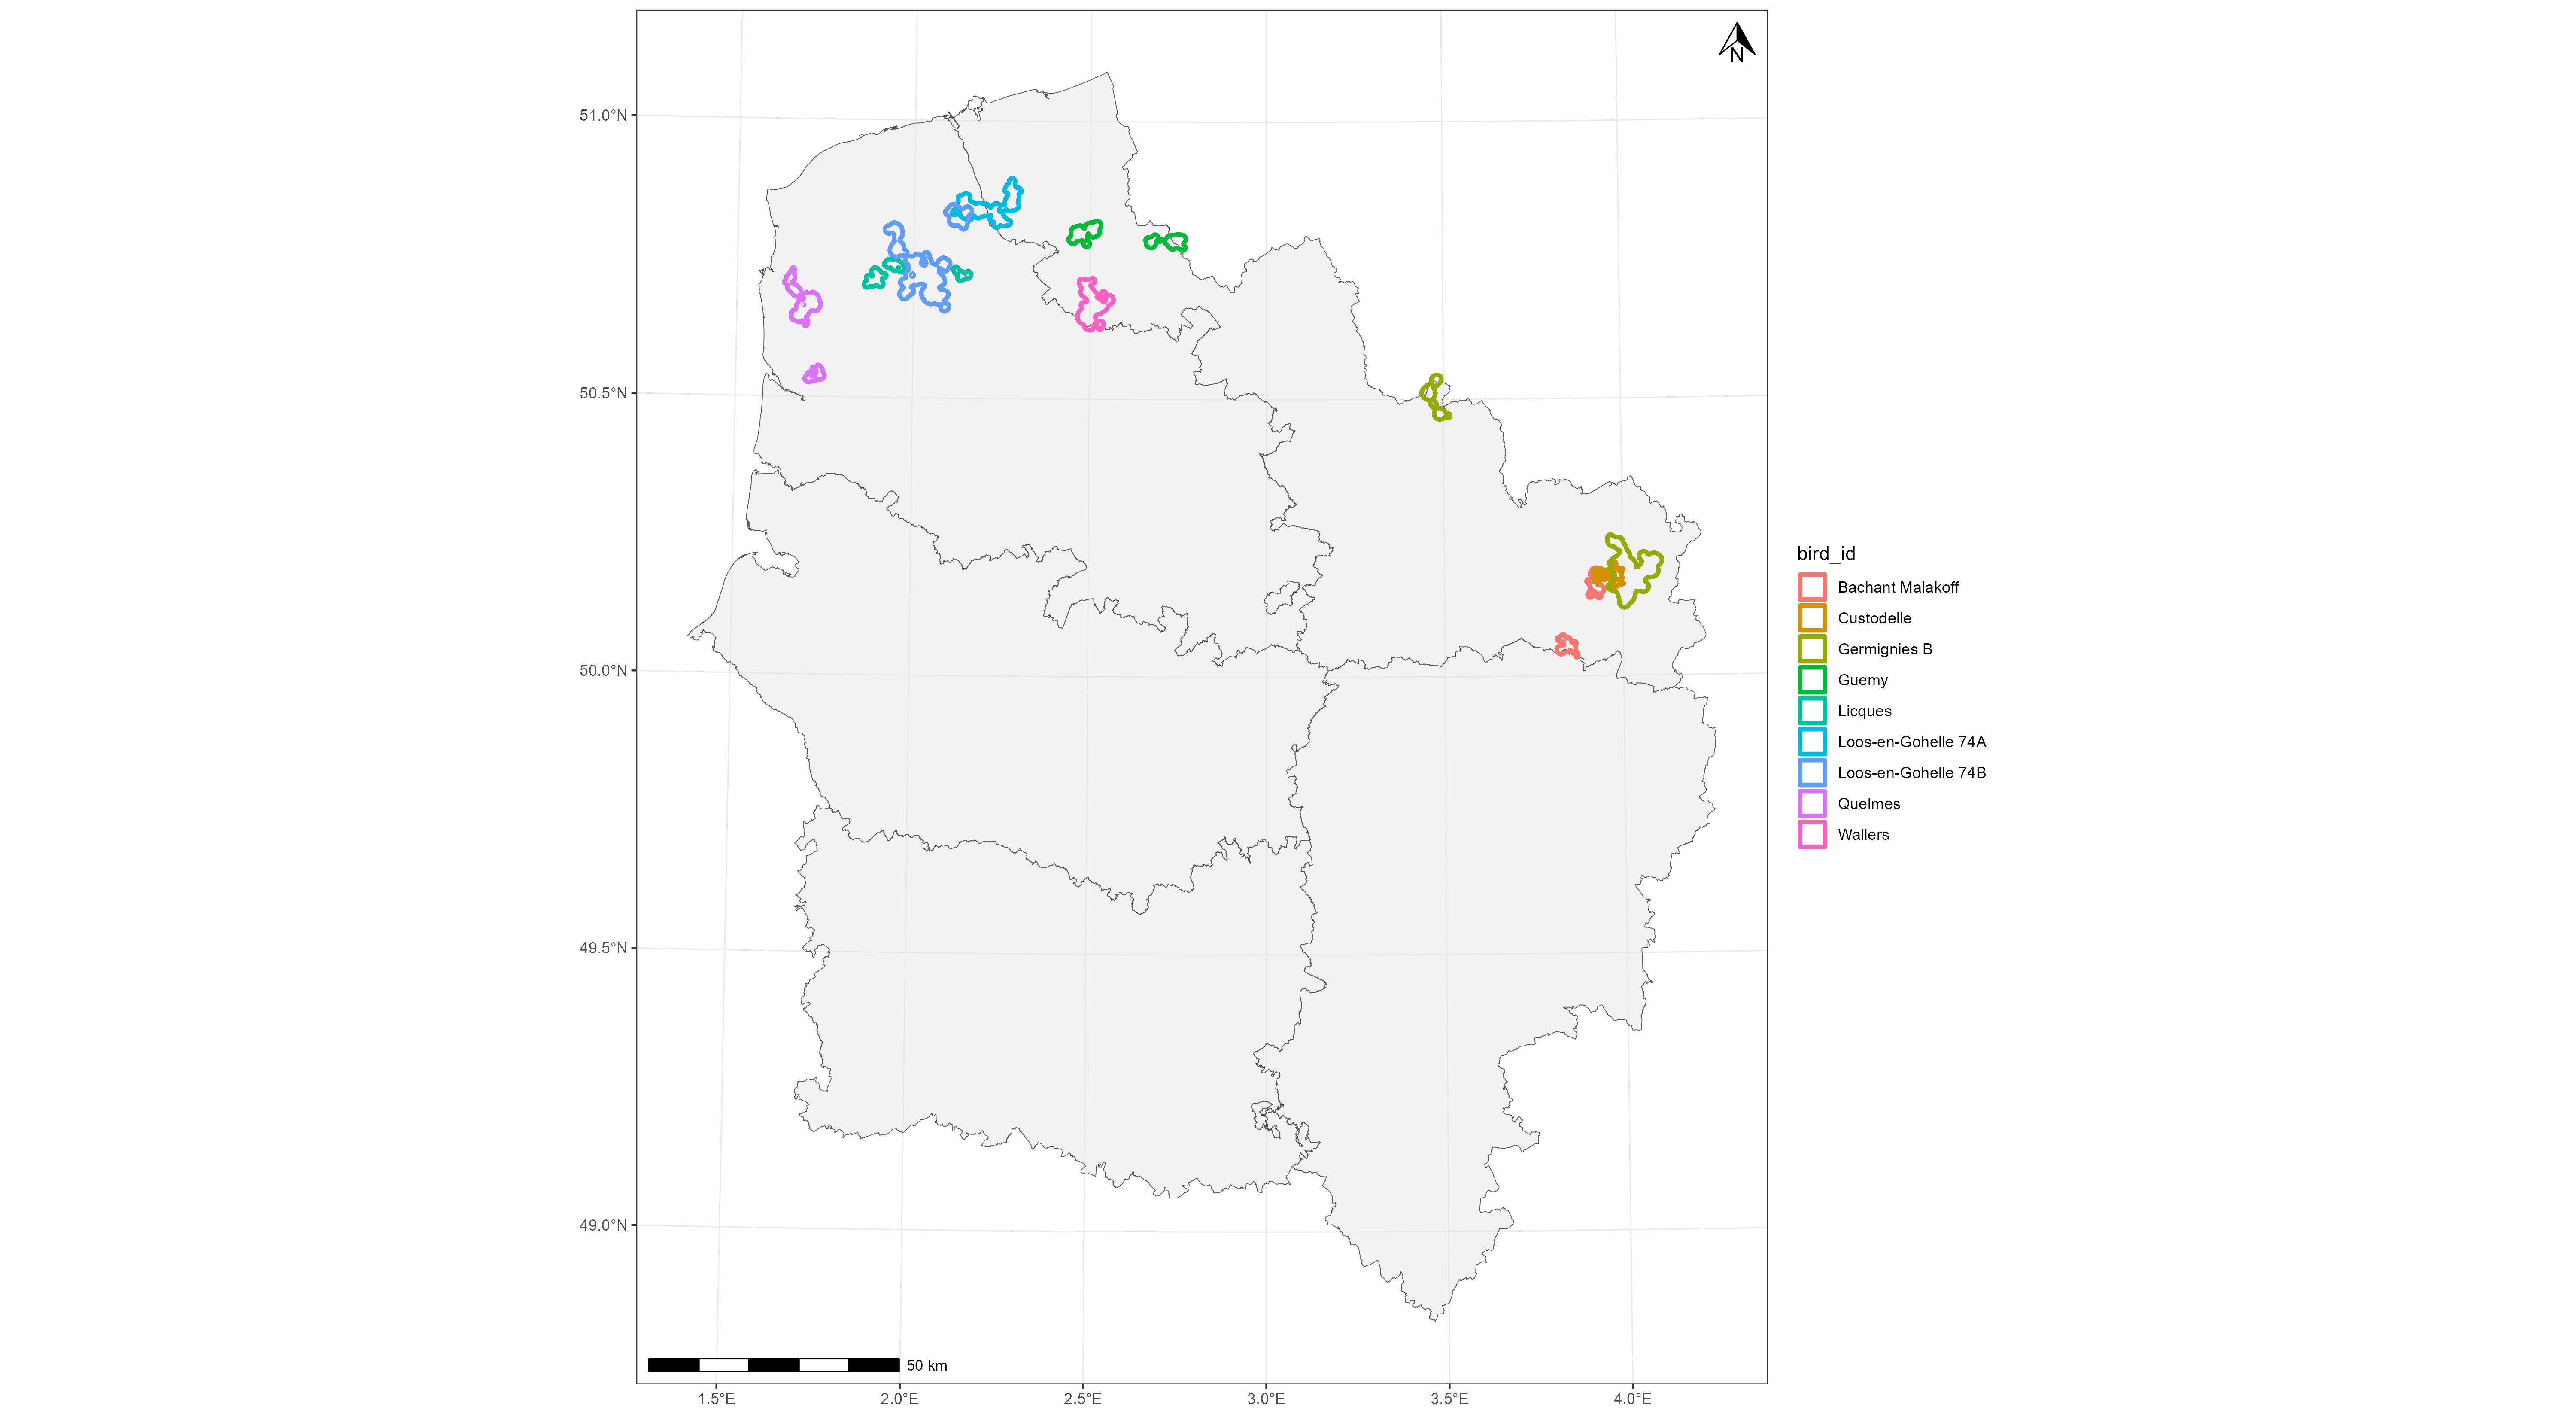 N
51.0°N
50.5°N
50.0°N
49.5°N
49.0°N
50 km
1.5°E 2.0°E 2.5°E 3.0°E 3.5°E 4.0°E
bird_id
Bachant Malakoff
Custodelle
Germignies B
Guemy
Licques
Loos-en-Gohelle 74A
Loos-en-Gohelle 74B
Quelmes
Wallers